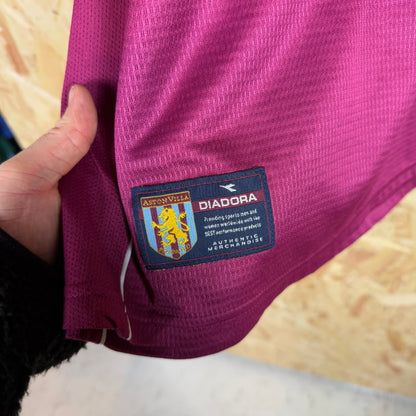 ASTON VILLA
DIADORA
Providing sports men and
women worldwide with the
BEST performance products
AUTHENTIC
MERCHANDISE